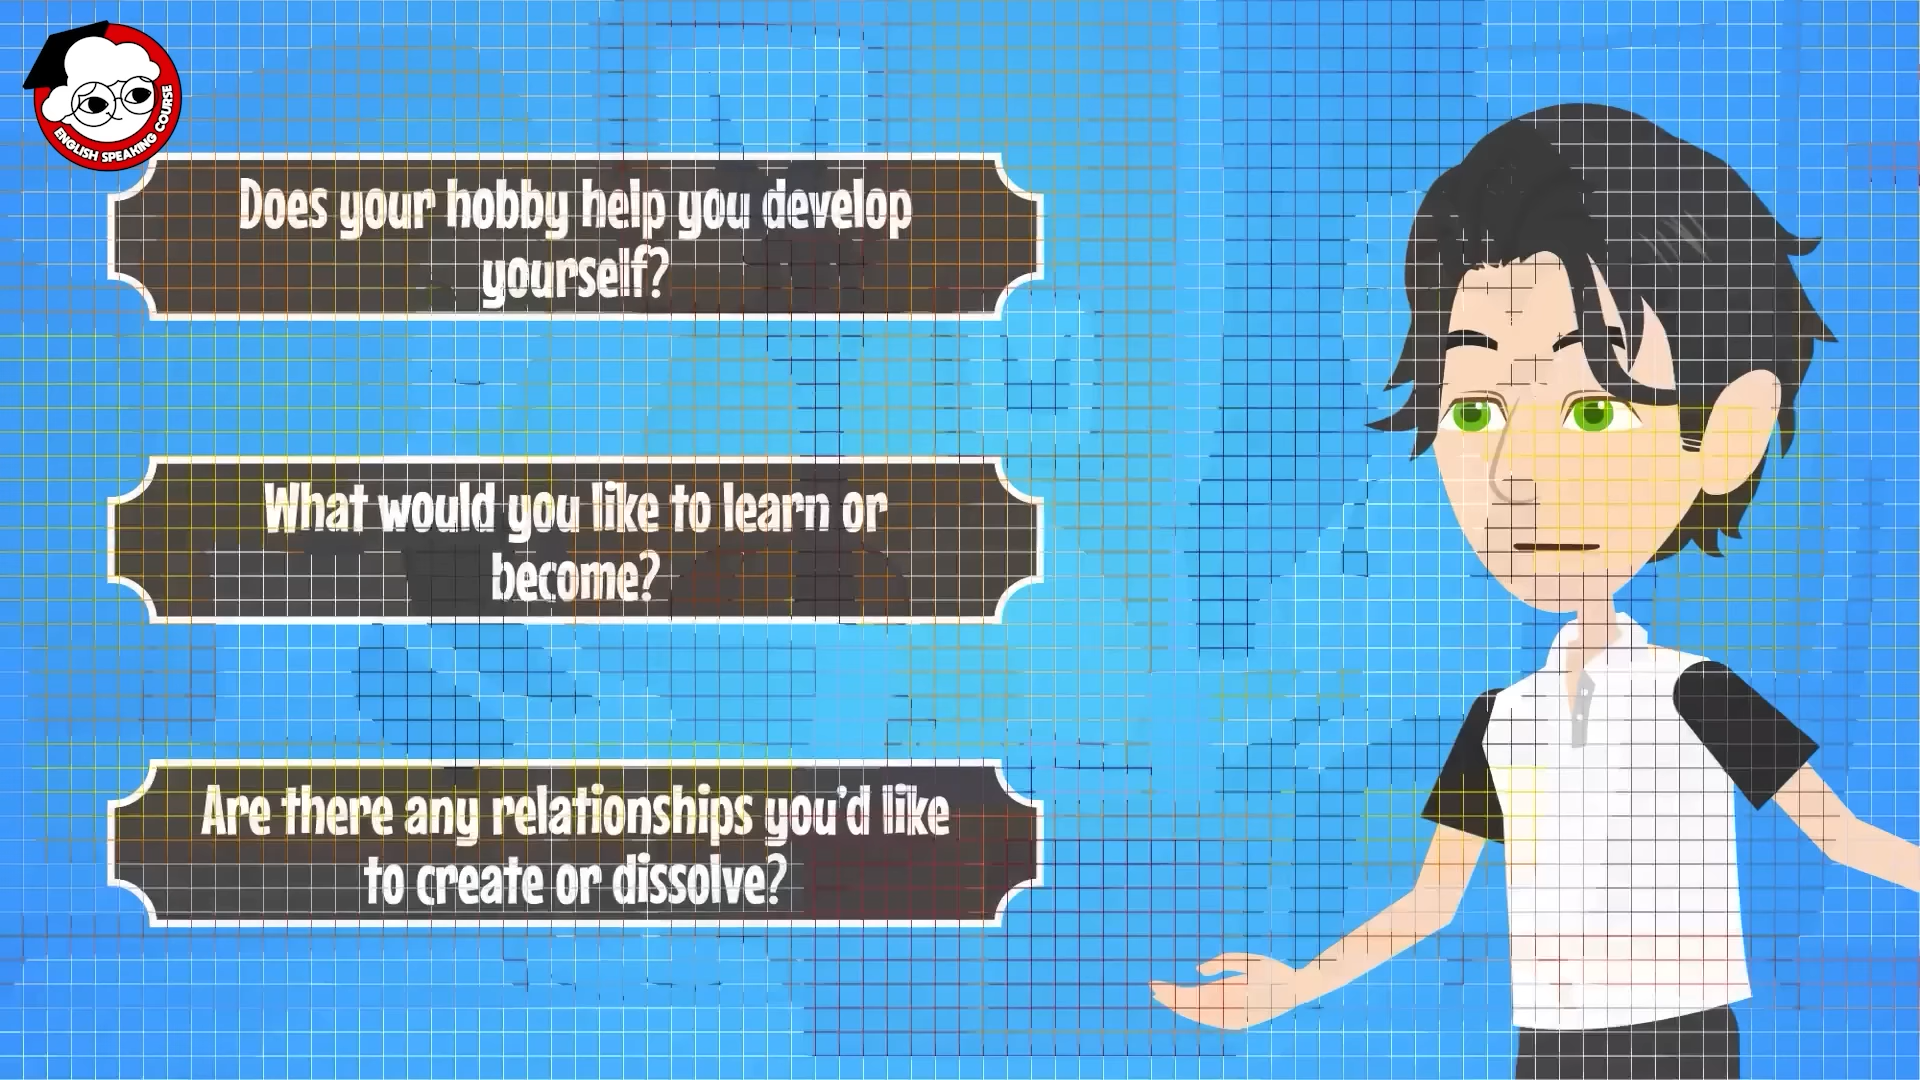 ENGLISH SPEAKING COURSE
Does your hobby help you develop
yourself?
What would you like to learn or
become?
Are there any relationships you'd like
to create or dissolve?